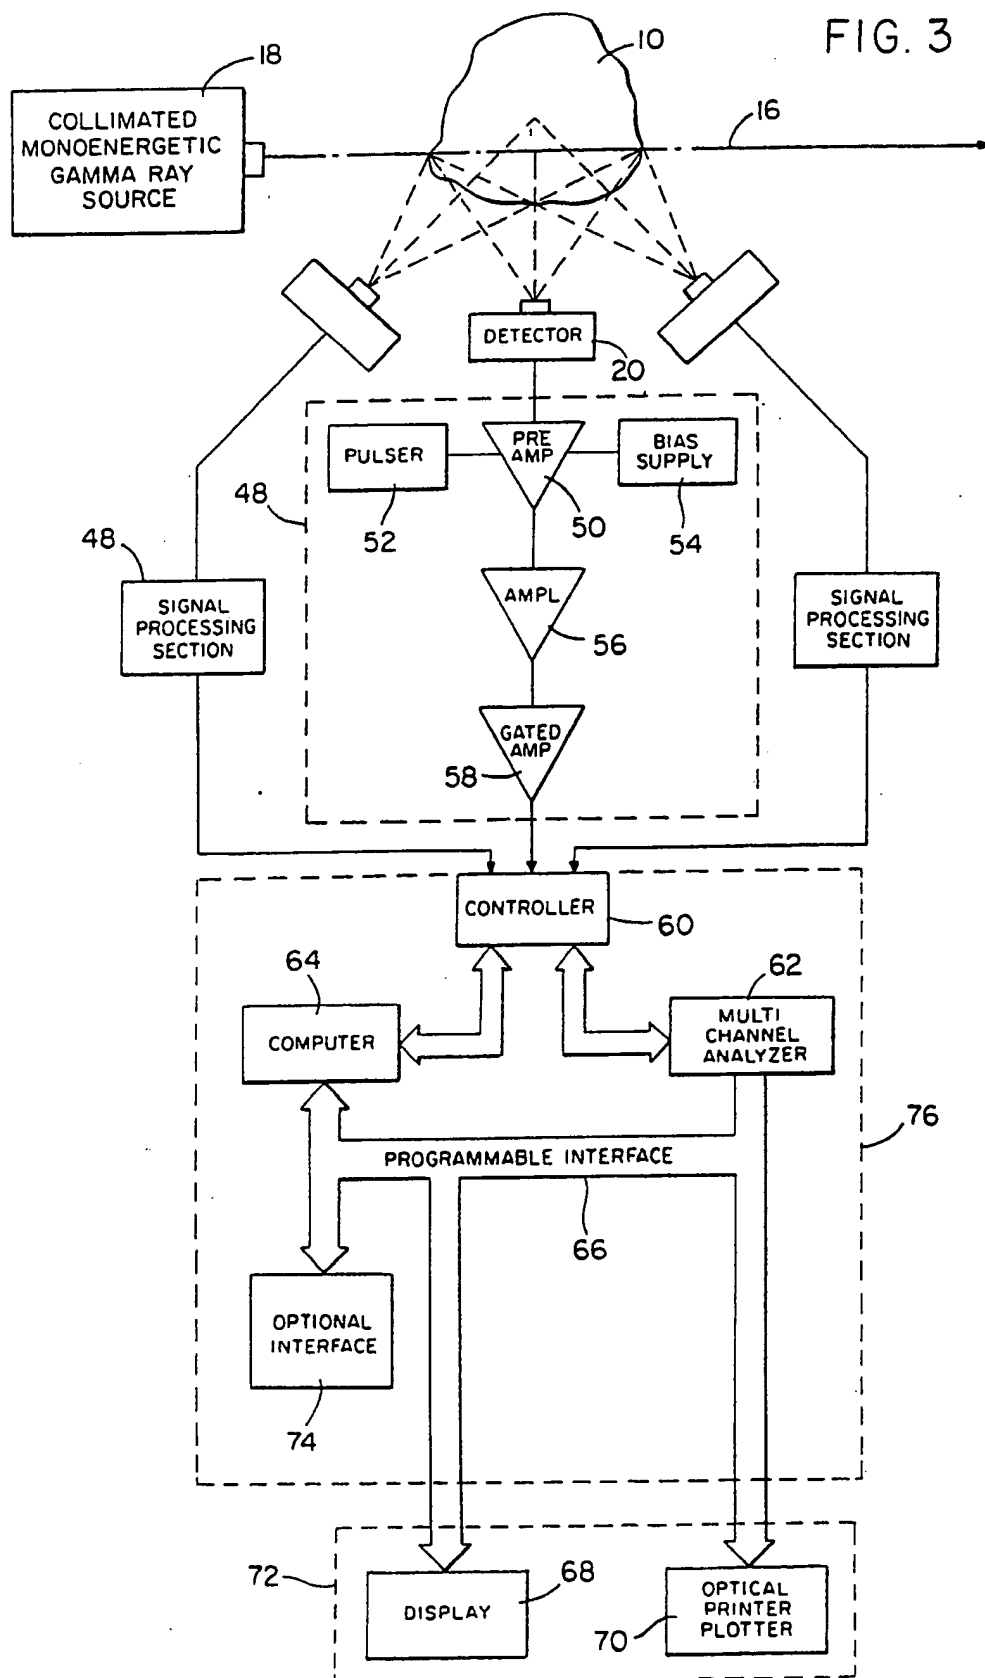 FIG. 3
10
18
16
COLLIMATED
MONOENERGETIC
GAMMA RAY
SOURCE
DETECTOR
20
PULSER
52
PRE
AMP
50
BIAS
SUPPLY
54
48
48
SIGNAL
PROCESSING
SECTION
AMPL
56
SIGNAL
PROCESSING
SECTION
GATED
AMP
58
CONTROLLER
60
64
COMPUTER
62
MULTI
CHANNEL
ANALYZER
76
PROGRAMMABLE INTERFACE
66
OPTIONAL
INTERFACE
74
72
DISPLAY
68
OPTICAL
PRINTER
PLOTTER
70